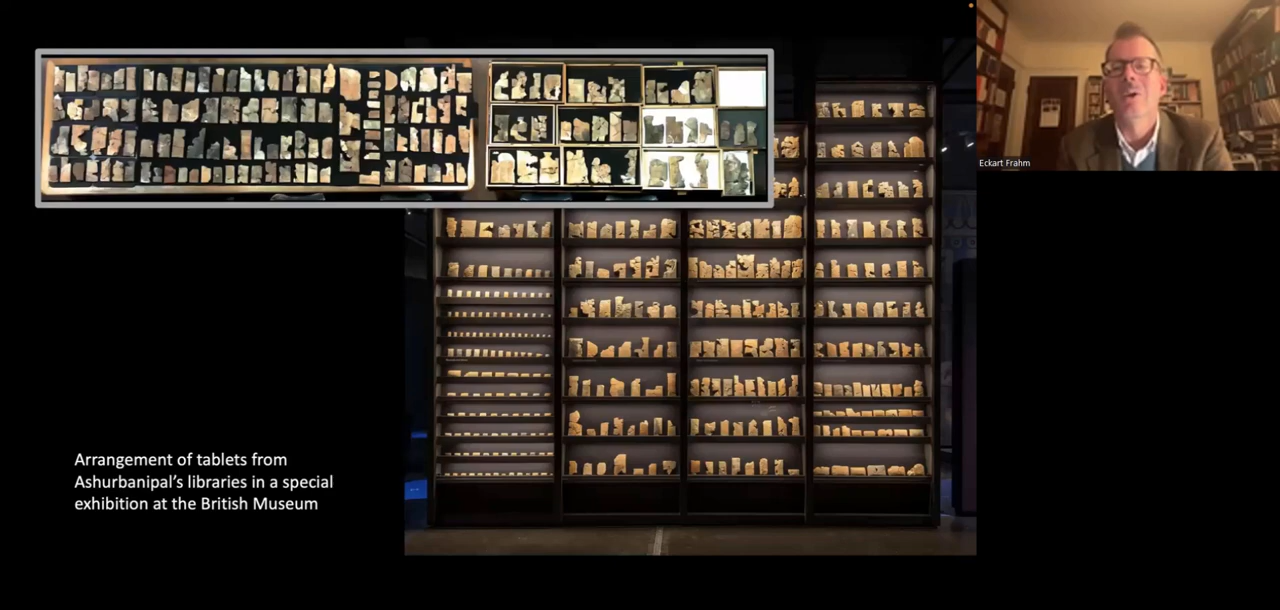 Eckart Frahm
Arrangement of tablets from
Ashurbanipal’s libraries in a special
exhibition at the British Museum